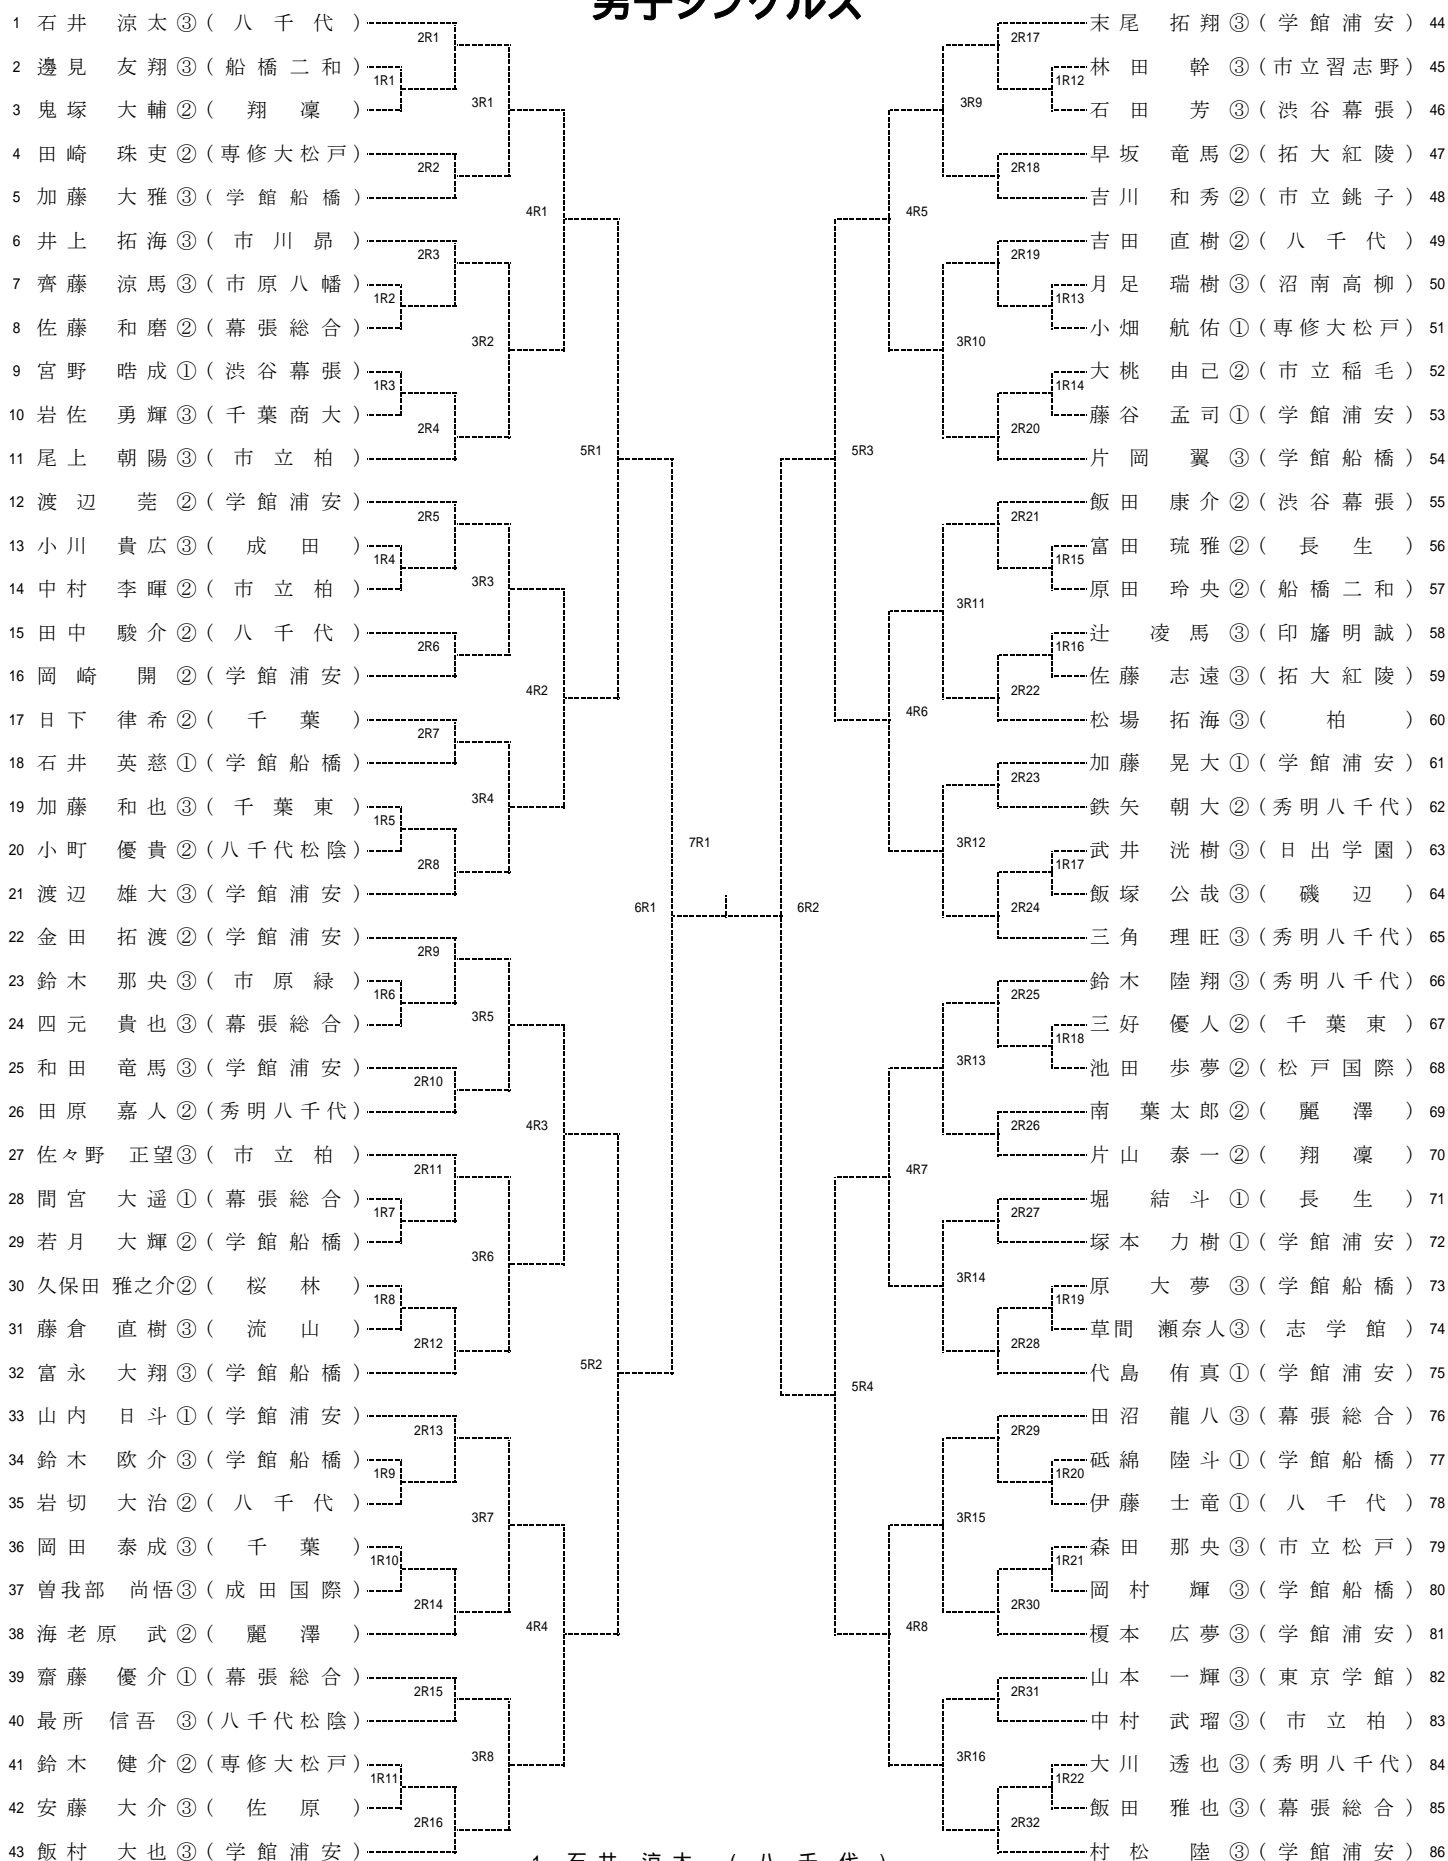 男子シングルス
1 石井 涼太③(八千代)
2 邊見 友翔③(船橋二和)
3 鬼塚 大輔②(翔凜)
4 田崎 珠吏②(専修大松戸)
5 加藤 大雅③(学館船橋)
6 井上 拓海③(市川昴)
7 齊藤 涼馬③(市原八幡)
8 佐藤 和磨②(幕張総合)
9 宮野 晧成①(渋谷幕張)
10 岩佐 勇輝③(千葉商大)
11 尾上 朝陽③(市立柏)
12 渡辺 莞②(学館浦安)
13 小川 貴広③(成田)
14 中村 李暉②(市立柏)
15 田中 駿介②(八千代)
16 岡崎 開②(学館浦安)
17 日下 律希②(千葉)
18 石井 英慈①(学館船橋)
19 加藤 和也③(千葉東)
20 小町 優貴②(八千代松陰)
21 渡辺 雄大③(学館浦安)
22 金田 拓渡②(学館浦安)
23 鈴木 那央③(市原緑)
24 四元 貴也③(幕張総合)
25 和田 竜馬③(学館浦安)
26 田原 嘉人②(秀明八千代)
27 佐々野 正望③(市立柏)
28 間宮 大遥①(幕張総合)
29 若月 大輝②(学館船橋)
30 久保田 雅之介②(桜林)
31 藤倉 直樹③(流山)
32 富永 大翔③(学館船橋)
33 山内 日斗①(学館浦安)
34 鈴木 欧介③(学館船橋)
35 岩切 大治②(八千代)
36 岡田 泰成③(千葉)
37 曽我部 尚悟③(成田国際)
38 海老原 武②(麗澤)
39 齋藤 優介①(幕張総合)
40 最所 信吾③(八千代松陰)
41 鈴木 健介②(専修大松戸)
42 安藤 大介③(佐原)
43 飯村 大也③(学館浦安)
1R1
1R2
1R3
1R4
1R5
1R6
1R7
1R8
1R9
1R10
1R11
2R1
2R2
2R3
2R4
2R5
2R6
2R7
2R8
2R9
2R10
2R11
2R12
2R13
2R14
2R15
2R16
3R1
3R2
3R3
3R4
3R5
3R6
3R7
3R8
4R1
4R2
4R3
4R4
5R1
5R2
6R1
7R1
6R2
5R3
5R4
4R5
4R6
4R7
4R8
3R9
3R10
3R11
3R12
3R13
3R14
3R15
3R16
2R17
2R18
2R19
2R20
2R21
2R22
2R23
2R24
2R25
2R26
2R27
2R28
2R29
2R30
2R31
2R32
1R12
1R13
1R14
1R15
1R16
1R17
1R18
1R19
1R20
1R21
1R22
末尾 拓翔③(学館浦安) 44
林田 幹③(市立習志野) 45
石田 芳③(渋谷幕張) 46
早坂 竜馬②(拓大紅陵) 47
吉川 和秀②(市立銚子) 48
吉田 直樹②(八千代) 49
月足 瑞樹③(沼南高柳) 50
小畑 航佑①(専修大松戸) 51
大桃 由己②(市立稲毛) 52
藤谷 孟司①(学館浦安) 53
片岡 翼③(学館船橋) 54
飯田 康介②(渋谷幕張) 55
富田 琉雅②(長生) 56
原田 玲央②(船橋二和) 57
辻 凌馬③(印旛明誠) 58
佐藤 志遠③(拓大紅陵) 59
松場 拓海③(柏) 60
加藤 晃大①(学館浦安) 61
鉄矢 朝大②(秀明八千代) 62
武井 洸樹③(日出学園) 63
飯塚 公哉③(磯辺) 64
三角 理旺③(秀明八千代) 65
鈴木 陸翔③(秀明八千代) 66
三好 優人②(千葉東) 67
池田 歩夢②(松戸国際) 68
南 葉太郎②(麗澤) 69
片山 泰一②(翔凜) 70
堀 結斗①(長生) 71
塚本 力樹①(学館浦安) 72
原 大夢③(学館船橋) 73
草間 瀬奈人③(志学館) 74
代島 侑真①(学館浦安) 75
田沼 龍八③(幕張総合) 76
砥綿 陸斗①(学館船橋) 77
伊藤 士竜①(八千代) 78
森田 那央③(市立松戸) 79
岡村 輝③(学館船橋) 80
榎本 広夢③(学館浦安) 81
山本 一輝③(東京学館) 82
中村 武瑠③(市立柏) 83
大川 透也③(秀明八千代) 84
飯田 雅也③(幕張総合) 85
村松 陸③(学館浦安) 86
1 石井 涼太 (八千代)